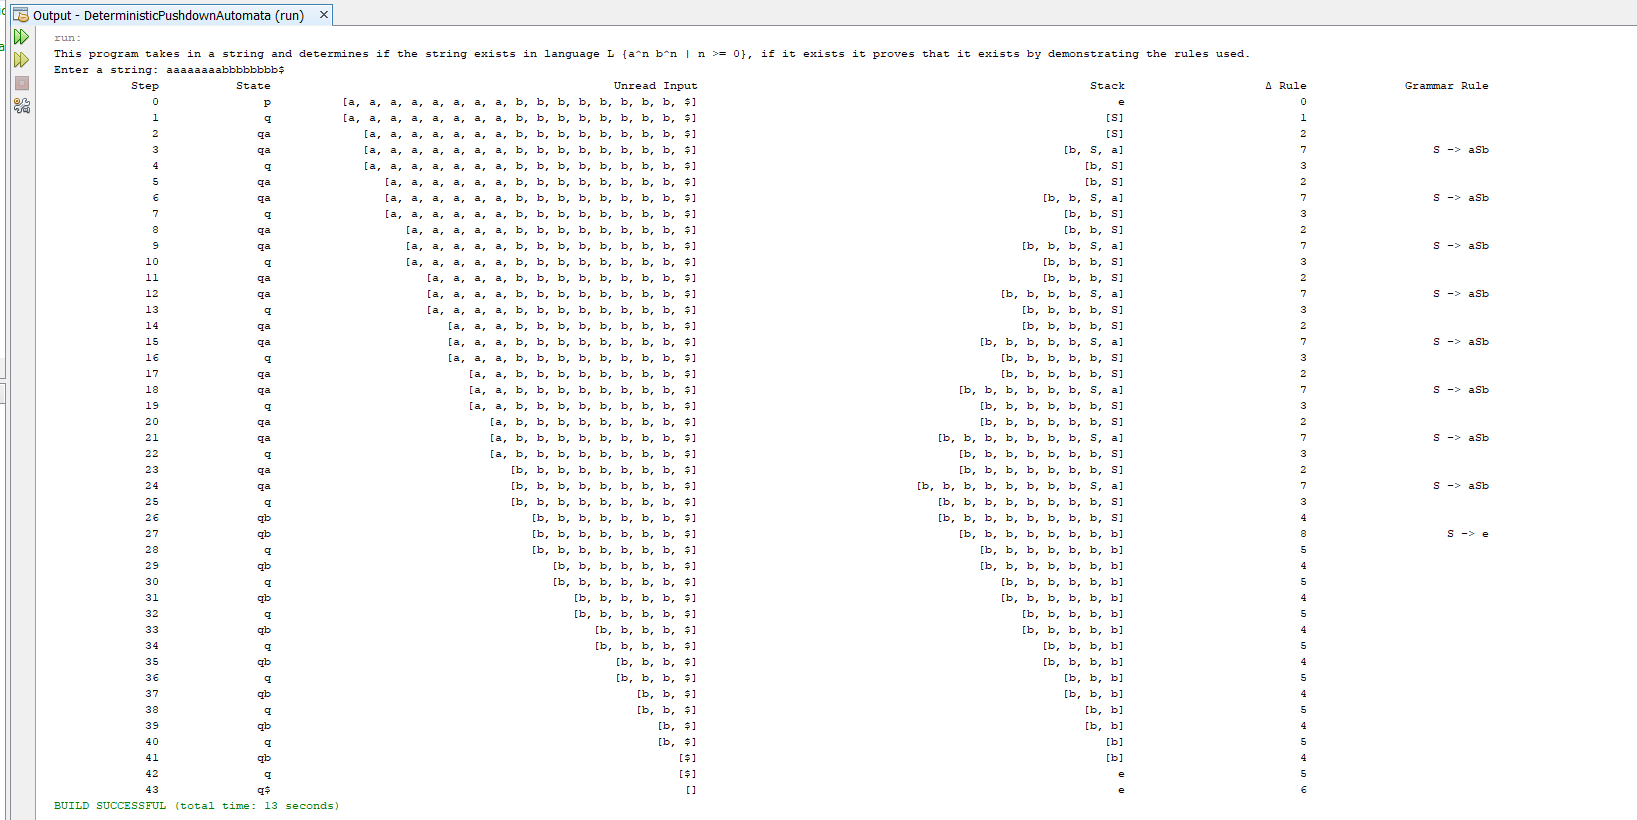 Output - DeterministicPushdownAutomata (run)
run:
This program takes in a string and determines if the string exists in language L {a^n b^n | n >= 0}, if it exists it proves that it exists by demonstrating the rules used.
Enter a string: aaaaaaaabbbbbbbb$
Step State Unread Input Stack Δ Rule Grammar Rule
0 p [a, a, a, a, a, a, a, a, b, b, b, b, b, b, b, b, $] e 0
1 q [a, a, a, a, a, a, a, a, b, b, b, b, b, b, b, b, $] [S] 1
2 qa [a, a, a, a, a, a, a, b, b, b, b, b, b, b, b, $] [S] 2
3 qa [a, a, a, a, a, a, a, b, b, b, b, b, b, b, b, $] [b, S, a] 7 S -> aSb
4 q [a, a, a, a, a, a, a, b, b, b, b, b, b, b, b, $] [b, S] 3
5 qa [a, a, a, a, a, a, b, b, b, b, b, b, b, b, $] [b, S] 2
6 qa [a, a, a, a, a, a, b, b, b, b, b, b, b, b, $] [b, b, S, a] 7 S -> aSb
7 q [a, a, a, a, a, a, b, b, b, b, b, b, b, b, $] [b, b, S] 3
8 qa [a, a, a, a, a, b, b, b, b, b, b, b, b, $] [b, b, S] 2
9 qa [a, a, a, a, a, b, b, b, b, b, b, b, b, $] [b, b, b, S, a] 7 S -> aSb
10 q [a, a, a, a, a, b, b, b, b, b, b, b, b, $] [b, b, b, S] 3
11 qa [a, a, a, a, b, b, b, b, b, b, b, b, $] [b, b, b, S] 2
12 qa [a, a, a, a, b, b, b, b, b, b, b, b, $] [b, b, b, b, S, a] 7 S -> aSb
13 q [a, a, a, a, b, b, b, b, b, b, b, b, $] [b, b, b, b, S] 3
14 qa [a, a, a, b, b, b, b, b, b, b, b, $] [b, b, b, b, S] 2
15 qa [a, a, a, b, b, b, b, b, b, b, b, $] [b, b, b, b, b, S, a] 7 S -> aSb
16 q [a, a, a, b, b, b, b, b, b, b, b, $] [b, b, b, b, b, S] 3
17 qa [a, a, b, b, b, b, b, b, b, b, $] [b, b, b, b, b, S] 2
18 qa [a, a, b, b, b, b, b, b, b, b, $] [b, b, b, b, b, b, S, a] 7 S -> aSb
19 q [a, a, b, b, b, b, b, b, b, b, $] [b, b, b, b, b, b, S] 3
20 qa [a, b, b, b, b, b, b, b, b, $] [b, b, b, b, b, b, S] 2
21 qa [a, b, b, b, b, b, b, b, b, $] [b, b, b, b, b, b, b, S, a] 7 S -> aSb
22 q [a, b, b, b, b, b, b, b, b, $] [b, b, b, b, b, b, b, S] 3
23 qa [b, b, b, b, b, b, b, b, $] [b, b, b, b, b, b, b, S] 2
24 qa [b, b, b, b, b, b, b, b, $] [b, b, b, b, b, b, b, b, S, a] 7 S -> aSb
25 q [b, b, b, b, b, b, b, b, $] [b, b, b, b, b, b, b, b, S] 3
26 qb [b, b, b, b, b, b, b, $] [b, b, b, b, b, b, b, b, S] 4
27 qb [b, b, b, b, b, b, b, $] [b, b, b, b, b, b, b, b] 8 S -> e
28 q [b, b, b, b, b, b, b, $] [b, b, b, b, b, b, b] 5
29 qb [b, b, b, b, b, b, $] [b, b, b, b, b, b, b] 4
30 q [b, b, b, b, b, b, $] [b, b, b, b, b, b] 5
31 qb [b, b, b, b, b, $] [b, b, b, b, b, b] 4
32 q [b, b, b, b, b, $] [b, b, b, b, b] 5
33 qb [b, b, b, b, $] [b, b, b, b, b] 4
34 q [b, b, b, b, $] [b, b, b, b] 5
35 qb [b, b, b, $] [b, b, b, b] 4
36 q [b, b, b, $] [b, b, b] 5
37 qb [b, b, $] [b, b, b] 4
38 q [b, b, $] [b, b] 5
39 qb [b, $] [b, b] 4
40 q [b, $] [b] 5
41 qb [$] [b] 4
42 q [$] e 5
43 q$ [] e 6
BUILD SUCCESSFUL (total time: 13 seconds)